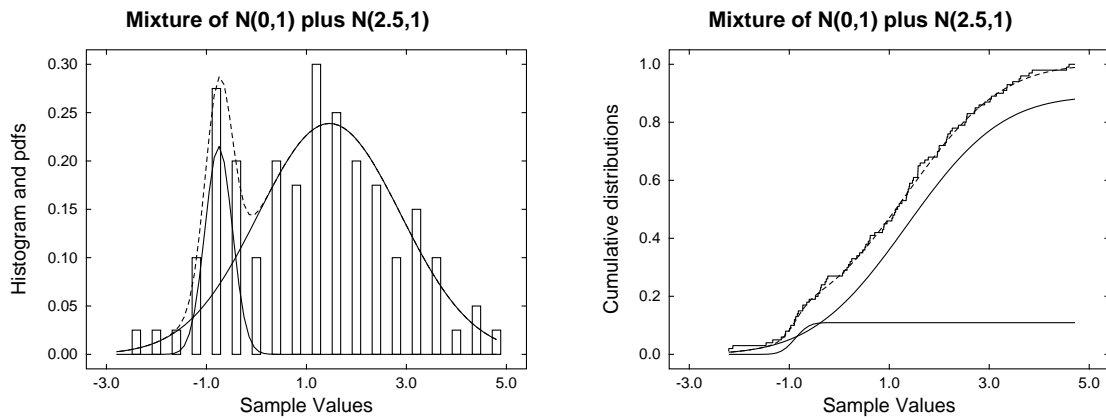 Mixture of N(0,1) plus N(2.5,1)
Histogram and pdfs
0.30
0.25
0.20
0.15
0.10
0.05
0.00
-3.0 -1.0 1.0 3.0 5.0
Sample Values
Mixture of N(0,1) plus N(2.5,1)
Cumulative distributions
1.0
0.8
0.6
0.4
0.2
0.0
-3.0 -1.0 1.0 3.0 5.0
Sample Values